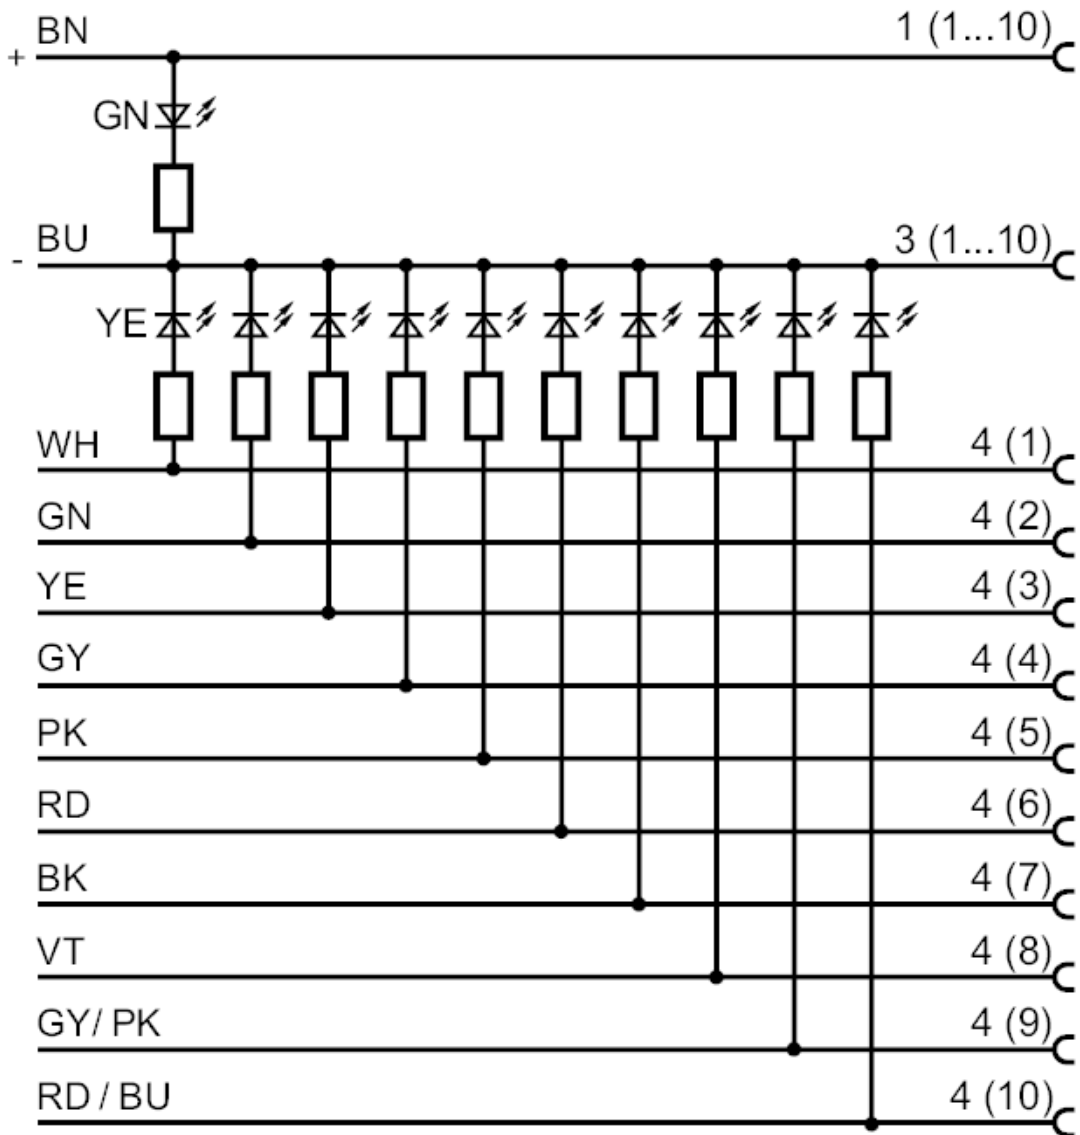 BN 1 (1...10)
+
GN
BU 3 (1...10)
-
YE
WH 4 (1)
GN 4 (2)
YE 4 (3)
GY 4 (4)
PK 4 (5)
RD 4 (6)
BK 4 (7)
VT 4 (8)
GY/ PK 4 (9)
RD / BU 4 (10)